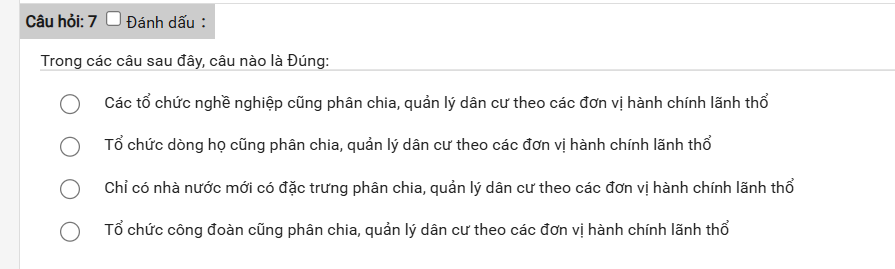 Câu hỏi: 7 Đánh dấu :
Trong các câu sau đây, câu nào là Đúng:
Các tổ chức nghề nghiệp cũng phân chia, quản lý dân cư theo các đơn vị hành chính lãnh thổ
Tổ chức dòng họ cũng phân chia, quản lý dân cư theo các đơn vị hành chính lãnh thổ
Chỉ có nhà nước mới có đặc trưng phân chia, quản lý dân cư theo các đơn vị hành chính lãnh thổ
Tổ chức công đoàn cũng phân chia, quản lý dân cư theo các đơn vị hành chính lãnh thổ